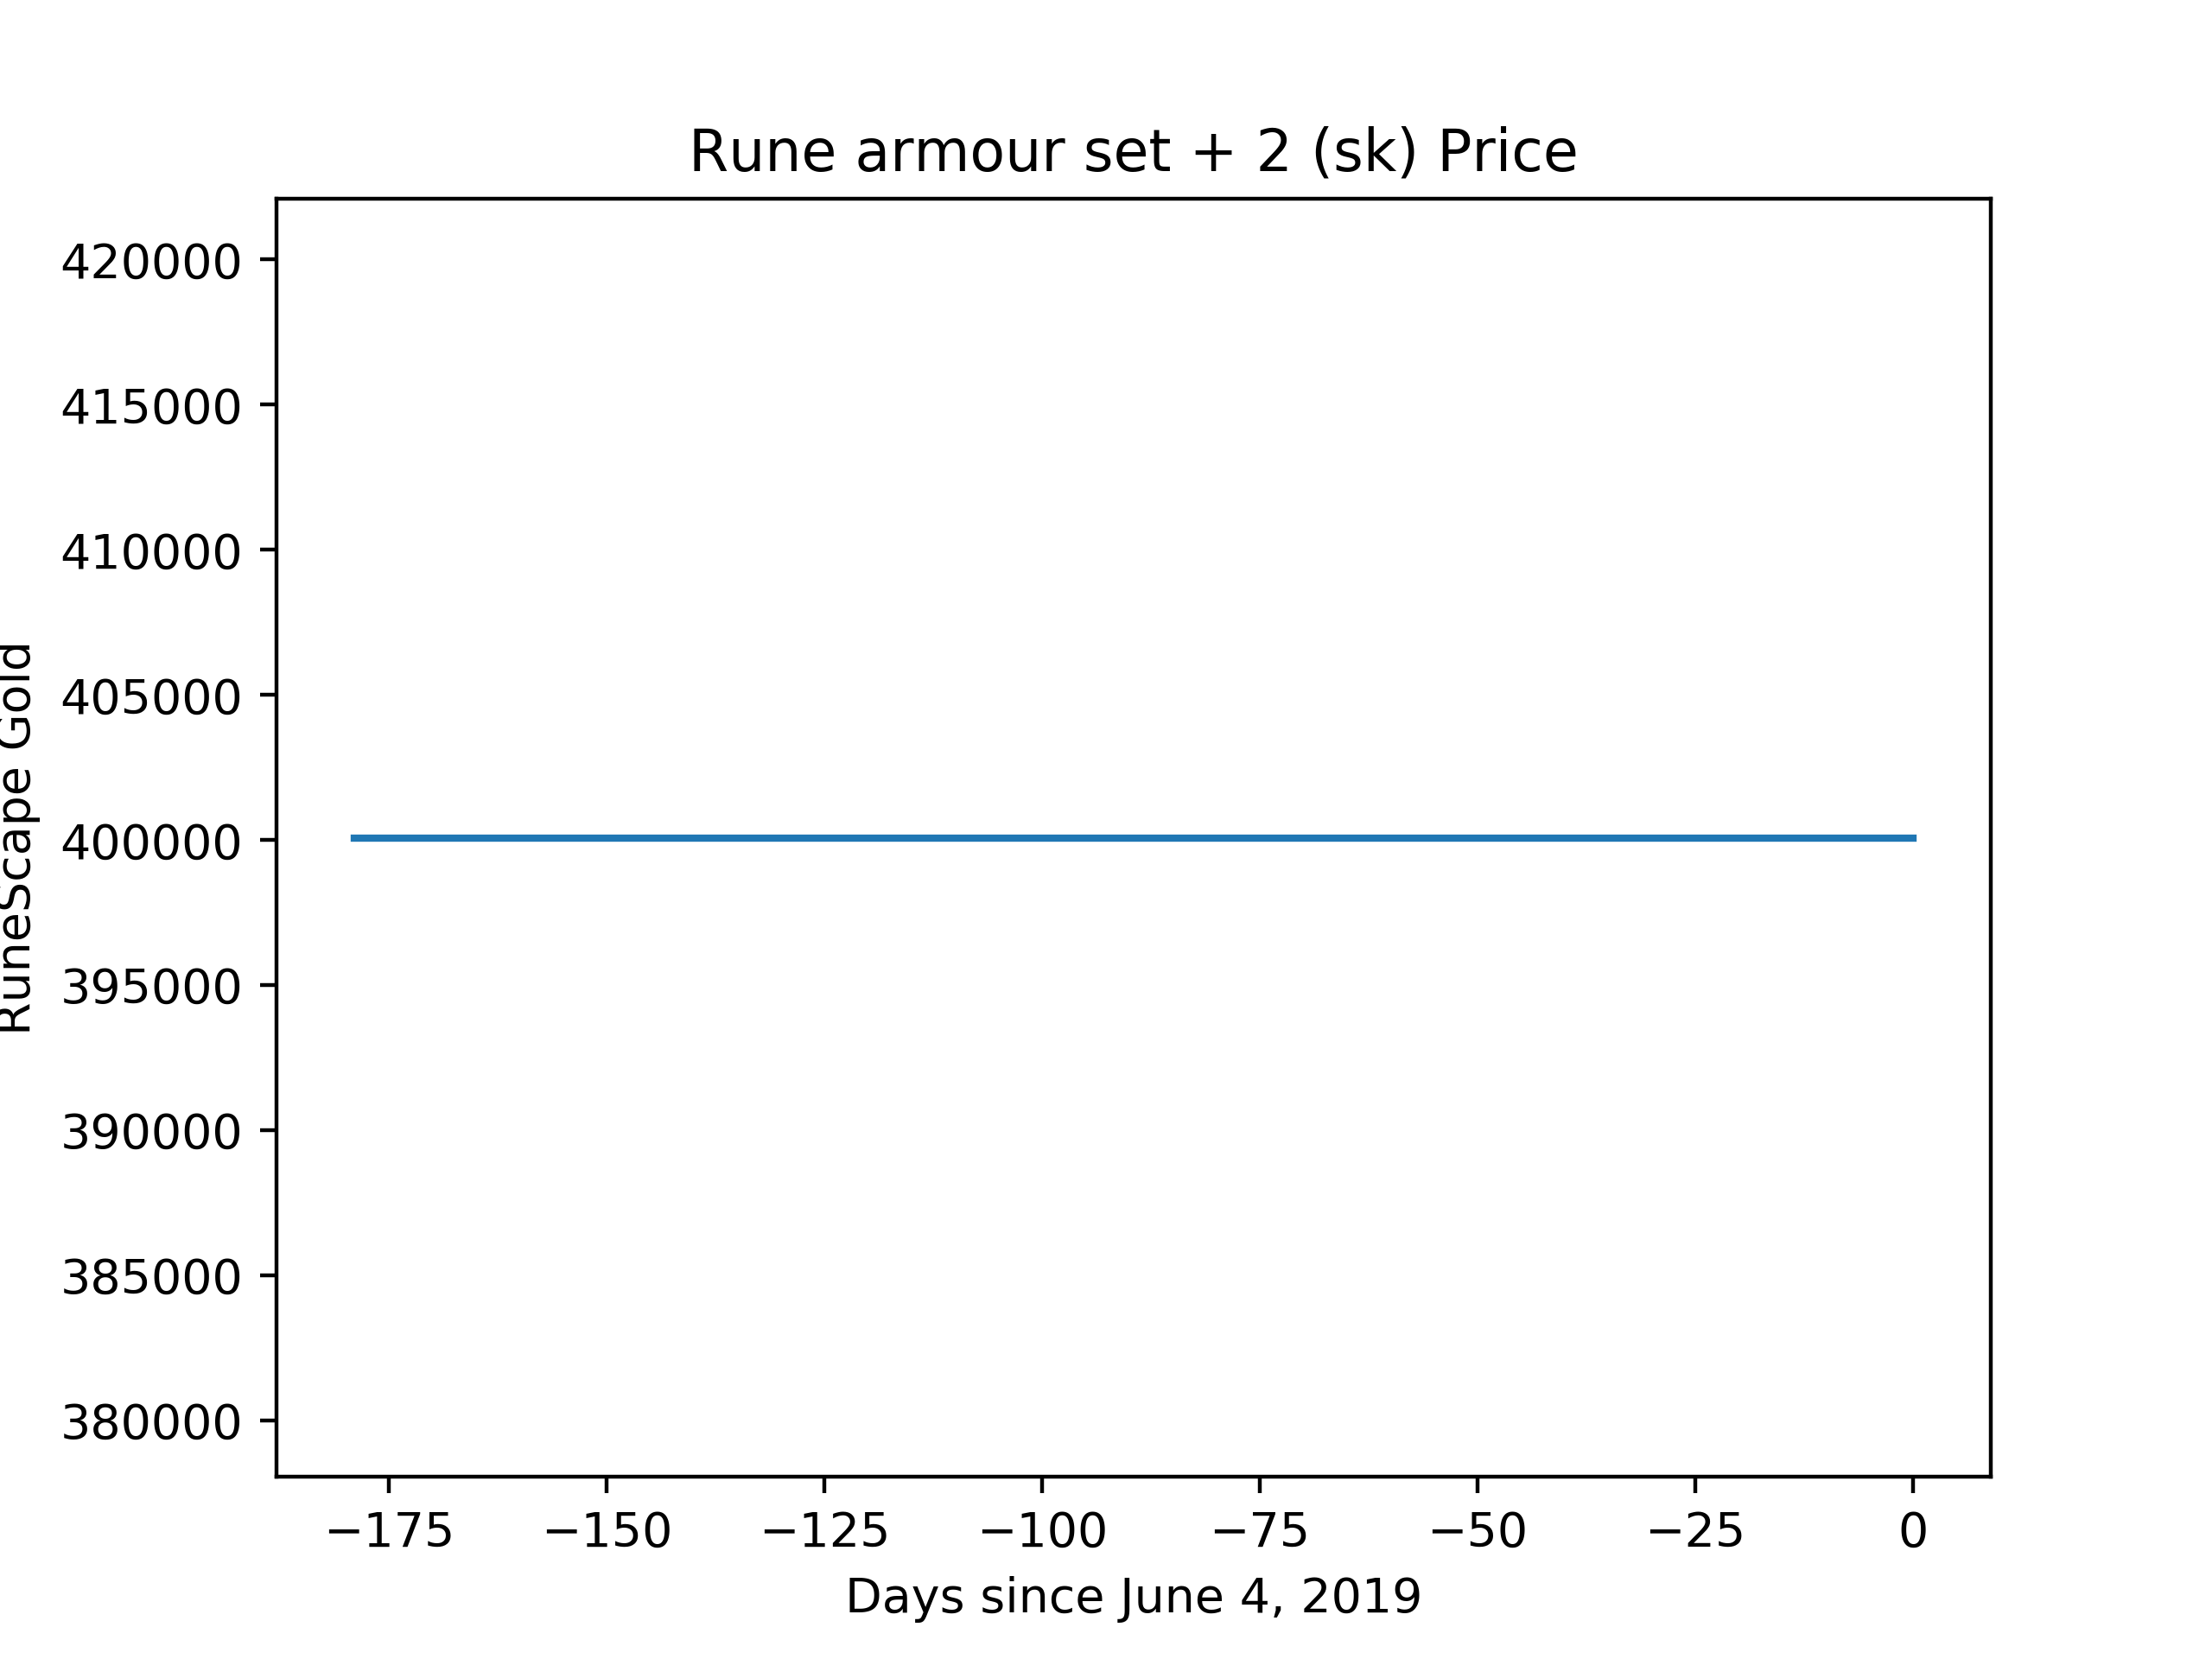 Rune armour set + 2 (sk) Price
420000
415000
410000
405000
400000
395000
390000
385000
380000
RuneScape Gold
−175 −150 −125 −100 −75 −50 −25 0
Days since June 4, 2019